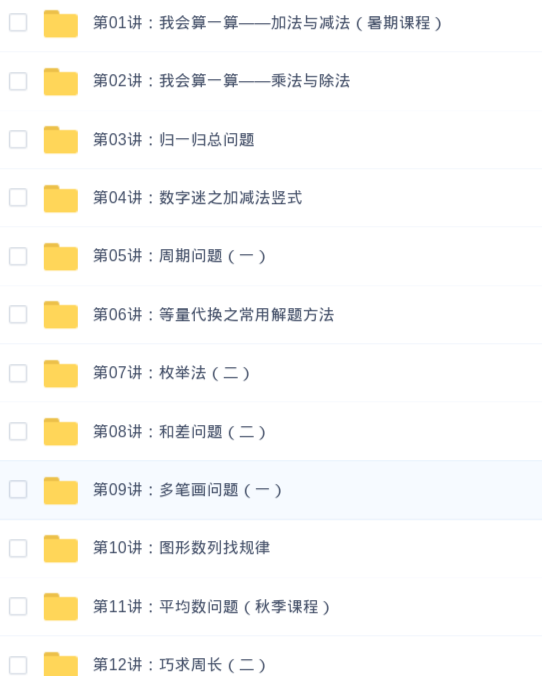 第01讲：我会算一算——加法与减法（暑期课程）
第02讲：我会算一算——乘法与除法
第03讲：归一归总问题
第04讲：数字迷之加减法竖式
第05讲：周期问题（一）
第06讲：等量代换之常用解题方法
第07讲：枚举法（二）
第08讲：和差问题（二）
第09讲：多笔画问题（一）
第10讲：图形数列找规律
第11讲：平均数问题（秋季课程）
第12讲：巧求周长（二）